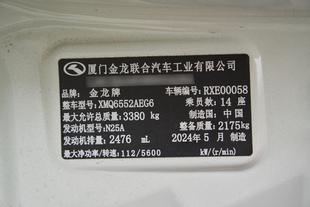 厦门金龙联合汽车工业有限公司
品牌:金龙牌 车辆编号:RXE00058
整车型号:XMQ6552AEG6 乘员数:14 座
最大允许总质量:3380 kg 制造国:中国
发动机型号:N25A 整备质量:2175kg
发动机排量:2476 mL 2024年 5 月 制造
最大净功率/转速:112/5600 kW/(r/min)